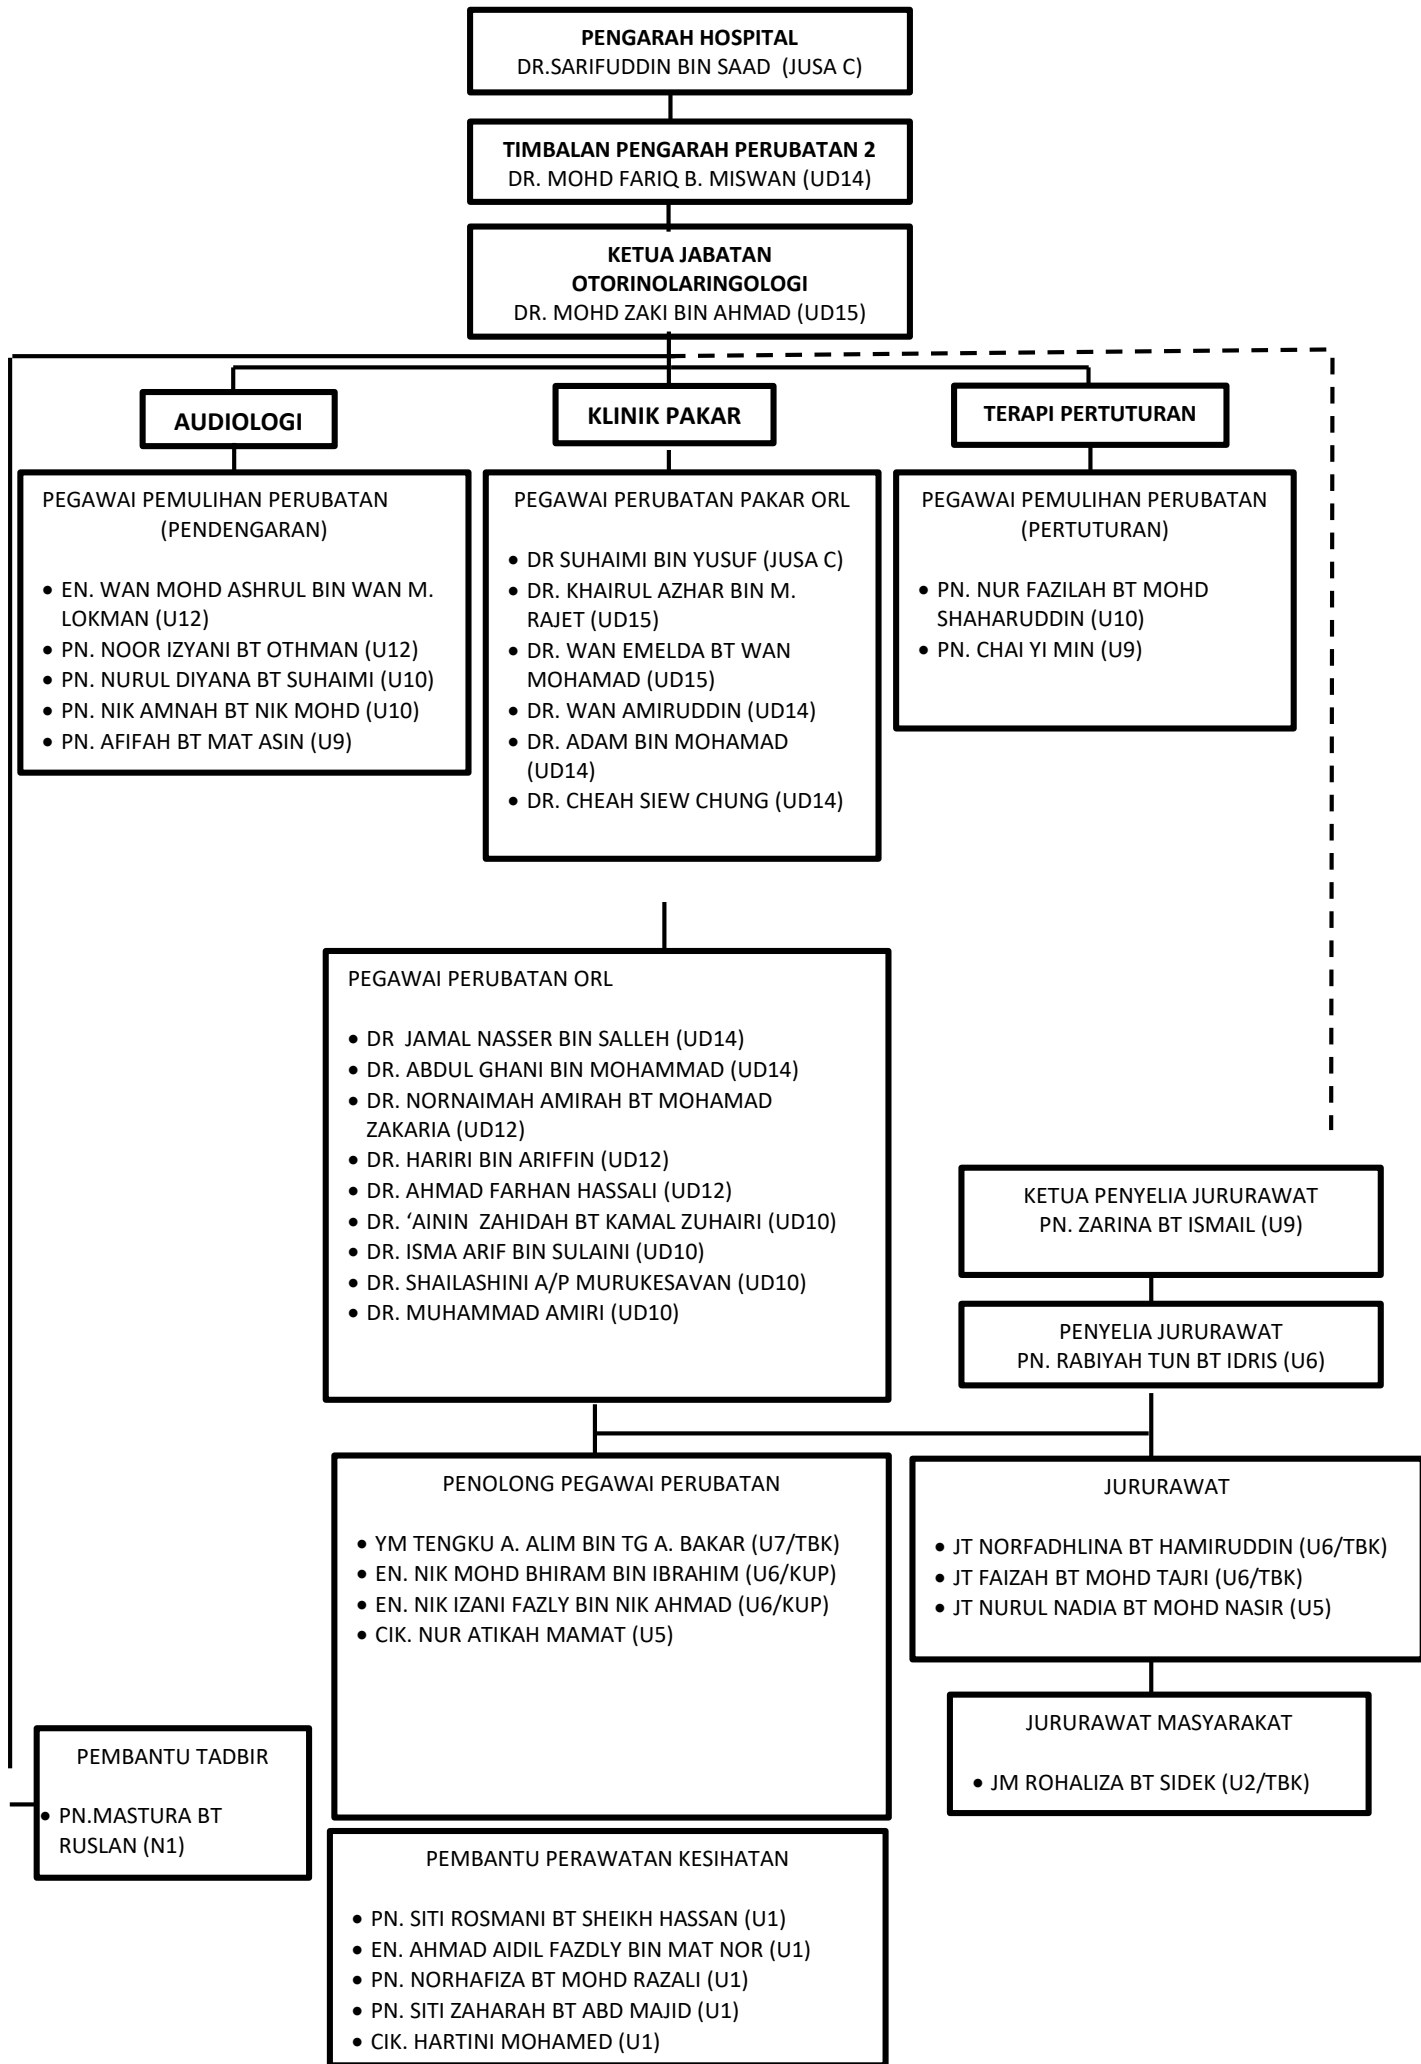 PENGARAH HOSPITAL
DR.SARIFUDDIN BIN SAAD (JUSA C)
TIMBALAN PENGARAH PERUBATAN 2
DR. MOHD FARIQ B. MISWAN (UD14)
KETUA JABATAN
OTORINOLARINGOLOGI
DR. MOHD ZAKI BIN AHMAD (UD15)
AUDIOLOGI
PEGAWAI PEMULIHAN PERUBATAN
(PENDENGARAN)
• EN. WAN MOHD ASHRUL BIN WAN M.
LOKMAN (U12)
• PN. NOOR IZYANI BT OTHMAN (U12)
• PN. NURUL DIYANA BT SUHAIMI (U10)
• PN. NIK AMNAH BT NIK MOHD (U10)
• PN. AFIFAH BT MAT ASIN (U9)
KLINIK PAKAR
PEGAWAI PERUBATAN PAKAR ORL
• DR SUHAIMI BIN YUSUF (JUSA C)
• DR. KHAIRUL AZHAR BIN M.
RAJET (UD15)
• DR. WAN EMELDA BT WAN
MOHAMAD (UD15)
• DR. WAN AMIRUDDIN (UD14)
• DR. ADAM BIN MOHAMAD
(UD14)
• DR. CHEAH SIEW CHUNG (UD14)
TERAPI PERTUTURAN
PEGAWAI PEMULIHAN PERUBATAN
(PERTUTURAN)
• PN. NUR FAZILAH BT MOHD
SHAHARUDDIN (U10)
• PN. CHAI YI MIN (U9)
PEGAWAI PERUBATAN ORL
• DR JAMAL NASSER BIN SALLEH (UD14)
• DR. ABDUL GHANI BIN MOHAMMAD (UD14)
• DR. NORNAIMAH AMIRAH BT MOHAMAD
ZAKARIA (UD12)
• DR. HARIRI BIN ARIFFIN (UD12)
• DR. AHMAD FARHAN HASSALI (UD12)
• DR. ‘AININ ZAHIDAH BT KAMAL ZUHAIRI (UD10)
• DR. ISMA ARIF BIN SULAINI (UD10)
• DR. SHAILASHINI A/P MURUKESAVAN (UD10)
• DR. MUHAMMAD AMIRI (UD10)
KETUA PENYELIA JURURAWAT
PN. ZARINA BT ISMAIL (U9)
PENYELIA JURURAWAT
PN. RABIYAH TUN BT IDRIS (U6)
PENOLONG PEGAWAI PERUBATAN
• YM TENGKU A. ALIM BIN TG A. BAKAR (U7/TBK)
• EN. NIK MOHD BHIRAM BIN IBRAHIM (U6/KUP)
• EN. NIK IZANI FAZLY BIN NIK AHMAD (U6/KUP)
• CIK. NUR ATIKAH MAMAT (U5)
JURURAWAT
• JT NORFADHLINA BT HAMIRUDDIN (U6/TBK)
• JT FAIZAH BT MOHD TAJRI (U6/TBK)
• JT NURUL NADIA BT MOHD NASIR (U5)
JURURAWAT MASYARAKAT
• JM ROHALIZA BT SIDEK (U2/TBK)
PEMBANTU TADBIR
• PN.MASTURA BT
RUSLAN (N1)
PEMBANTU PERAWATAN KESIHATAN
• PN. SITI ROSMANI BT SHEIKH HASSAN (U1)
• EN. AHMAD AIDIL FAZDLY BIN MAT NOR (U1)
• PN. NORHAFIZA BT MOHD RAZALI (U1)
• PN. SITI ZAHARAH BT ABD MAJID (U1)
• CIK. HARTINI MOHAMED (U1)